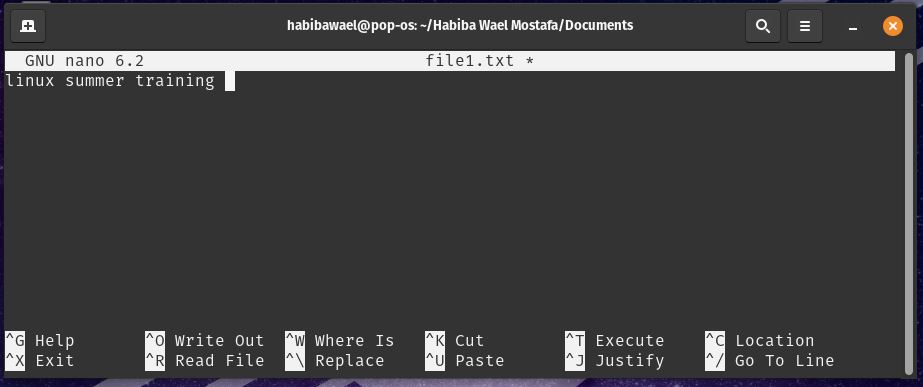 habibawael@pop-os: ~/Habiba Wael Mostafa/Documents
GNU nano 6.2 file1.txt *
linux summer training
^G Help ^O Write Out ^W Where Is ^K Cut ^T Execute ^C Location
^X Exit ^R Read File ^\ Replace ^U Paste ^J Justify ^/ Go To Line